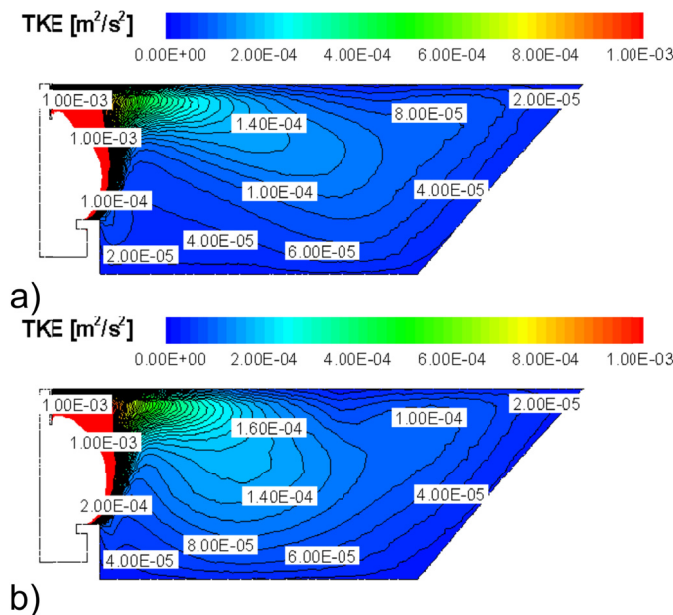 TKE [m²/s²]
0.00E+00 2.00E-04 4.00E-04 6.00E-04 8.00E-04 1.00E-03
1.00E-03 2.00E-05
8.00E-05
1.40E-04
1.00E-03
1.00E-04 4.00E-05
1.00E-04
4.00E-05
2.00E-05 6.00E-05
a)
TKE [m²/s²]
0.00E+00 2.00E-04 4.00E-04 6.00E-04 8.00E-04 1.00E-03
1.00E-03 2.00E-05
1.00E-04
1.60E-04
1.00E-03
1.40E-04 4.00E-05
2.00E-04
8.00E-05
4.00E-05 6.00E-05
b)